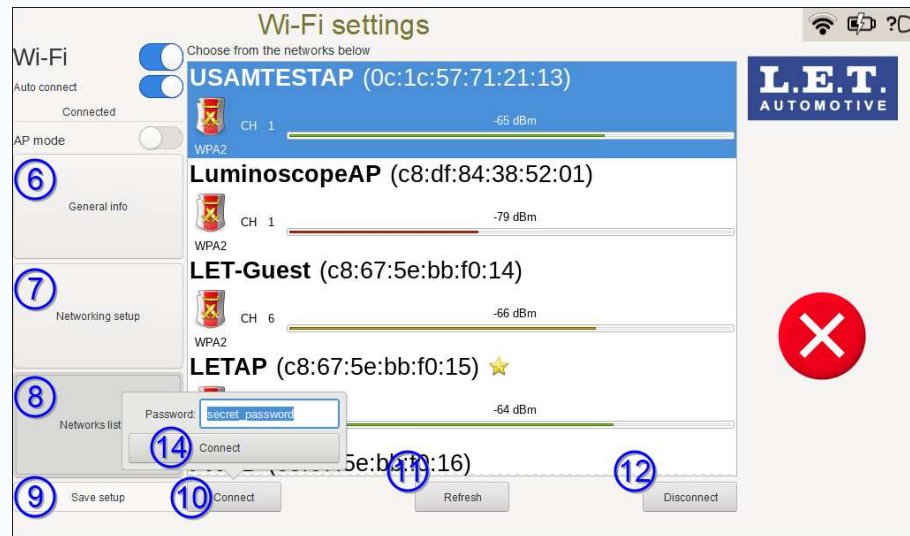 Wi-Fi settings
?
Wi-Fi
Choose from the networks below
Auto connect
Connected
AP mode
USAMTESTAP (0c:1c:57:71:21:13)
CH 1
-65 dBm
WPA2
L.E.T.
AUTOMOTIVE
6
General info
LuminoscopeAP (c8:df:84:38:52:01)
CH 1
-79 dBm
WPA2
7
Networking setup
LET-Guest (c8:67:5e:bb:f0:14)
CH 6
-66 dBm
WPA2
8
Networks list
LETAP (c8:67:5e:bb:f0:15)
-64 dBm
Password: secret_password
14 Connect
5e:bb:f0:16)
9 Save setup
10 Connect
11 Refresh
12 Disconnect